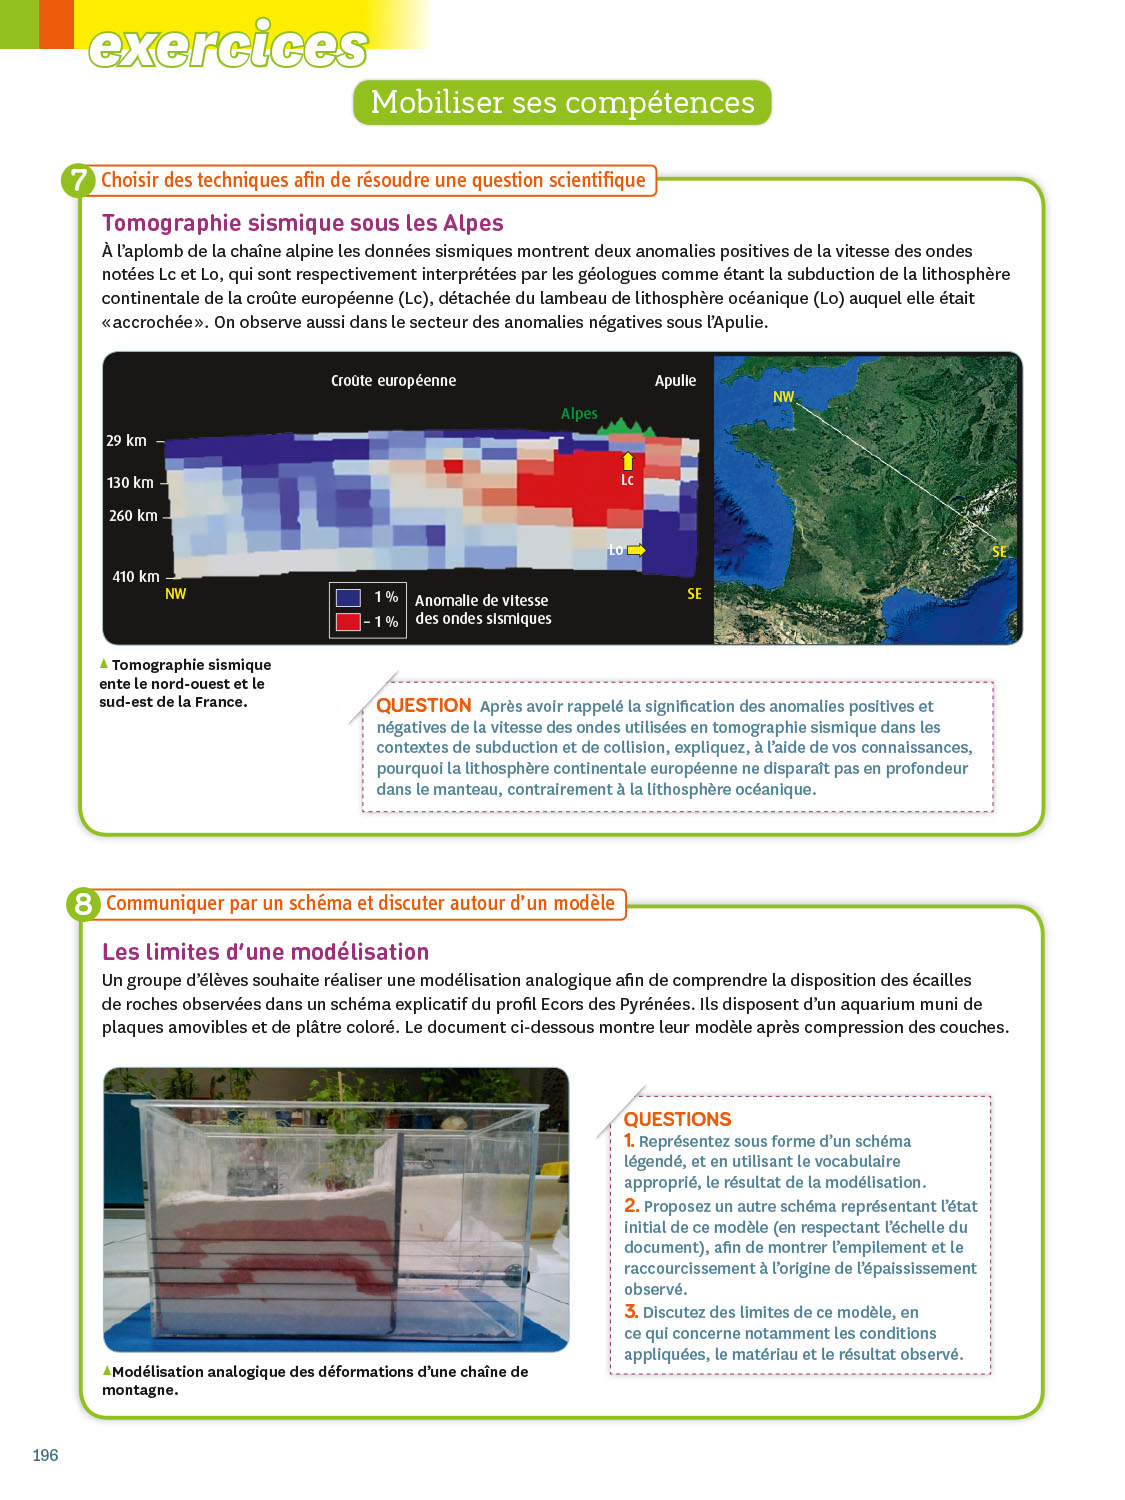 exercices
Mobiliser ses compétences
7 Choisir des techniques afin de résoudre une question scientifique
Tomographie sismique sous les Alpes
À l’aplomb de la chaîne alpine les données sismiques montrent deux anomalies positives de la vitesse des ondes
notées Lc et Lo, qui sont respectivement interprétées par les géologues comme étant la subduction de la lithosphère
continentale de la croûte européenne (Lc), détachée du lambeau de lithosphère océanique (Lo) auquel elle était
« accrochée ». On observe aussi dans le secteur des anomalies négatives sous l’Apulie.
Croûte européenne
Apulie
Alpes
29 km
130 km
260 km
410 km
Lc
Lo
NW
SE
1 %
– 1 %
Anomalie de vitesse
des ondes sismiques
NW
SE
Tomographie sismique
ente le nord-ouest et le
sud-est de la France.
QUESTION Après avoir rappelé la signification des anomalies positives et
négatives de la vitesse des ondes utilisées en tomographie sismique dans les
contextes de subduction et de collision, expliquez, à l’aide de vos connaissances,
pourquoi la lithosphère continentale européenne ne disparaît pas en profondeur
dans le manteau, contrairement à la lithosphère océanique.
8 Communiquer par un schéma et discuter autour d’un modèle
Les limites d’une modélisation
Un groupe d’élèves souhaite réaliser une modélisation analogique afin de comprendre la disposition des écailles
de roches observées dans un schéma explicatif du profil Ecors des Pyrénées. Ils disposent d’un aquarium muni de
plaques amovibles et de plâtre coloré. Le document ci-dessous montre leur modèle après compression des couches.
QUESTIONS
1. Représentez sous forme d’un schéma
légendé, et en utilisant le vocabulaire
approprié, le résultat de la modélisation.
2. Proposez un autre schéma représentant l’état
initial de ce modèle (en respectant l’échelle du
document), afin de montrer l’empilement et le
raccourcissement à l’origine de l’épaississement
observé.
3. Discutez des limites de ce modèle, en
ce qui concerne notamment les conditions
appliquées, le matériau et le résultat observé.
Modélisation analogique des déformations d’une chaîne de
montagne.
196